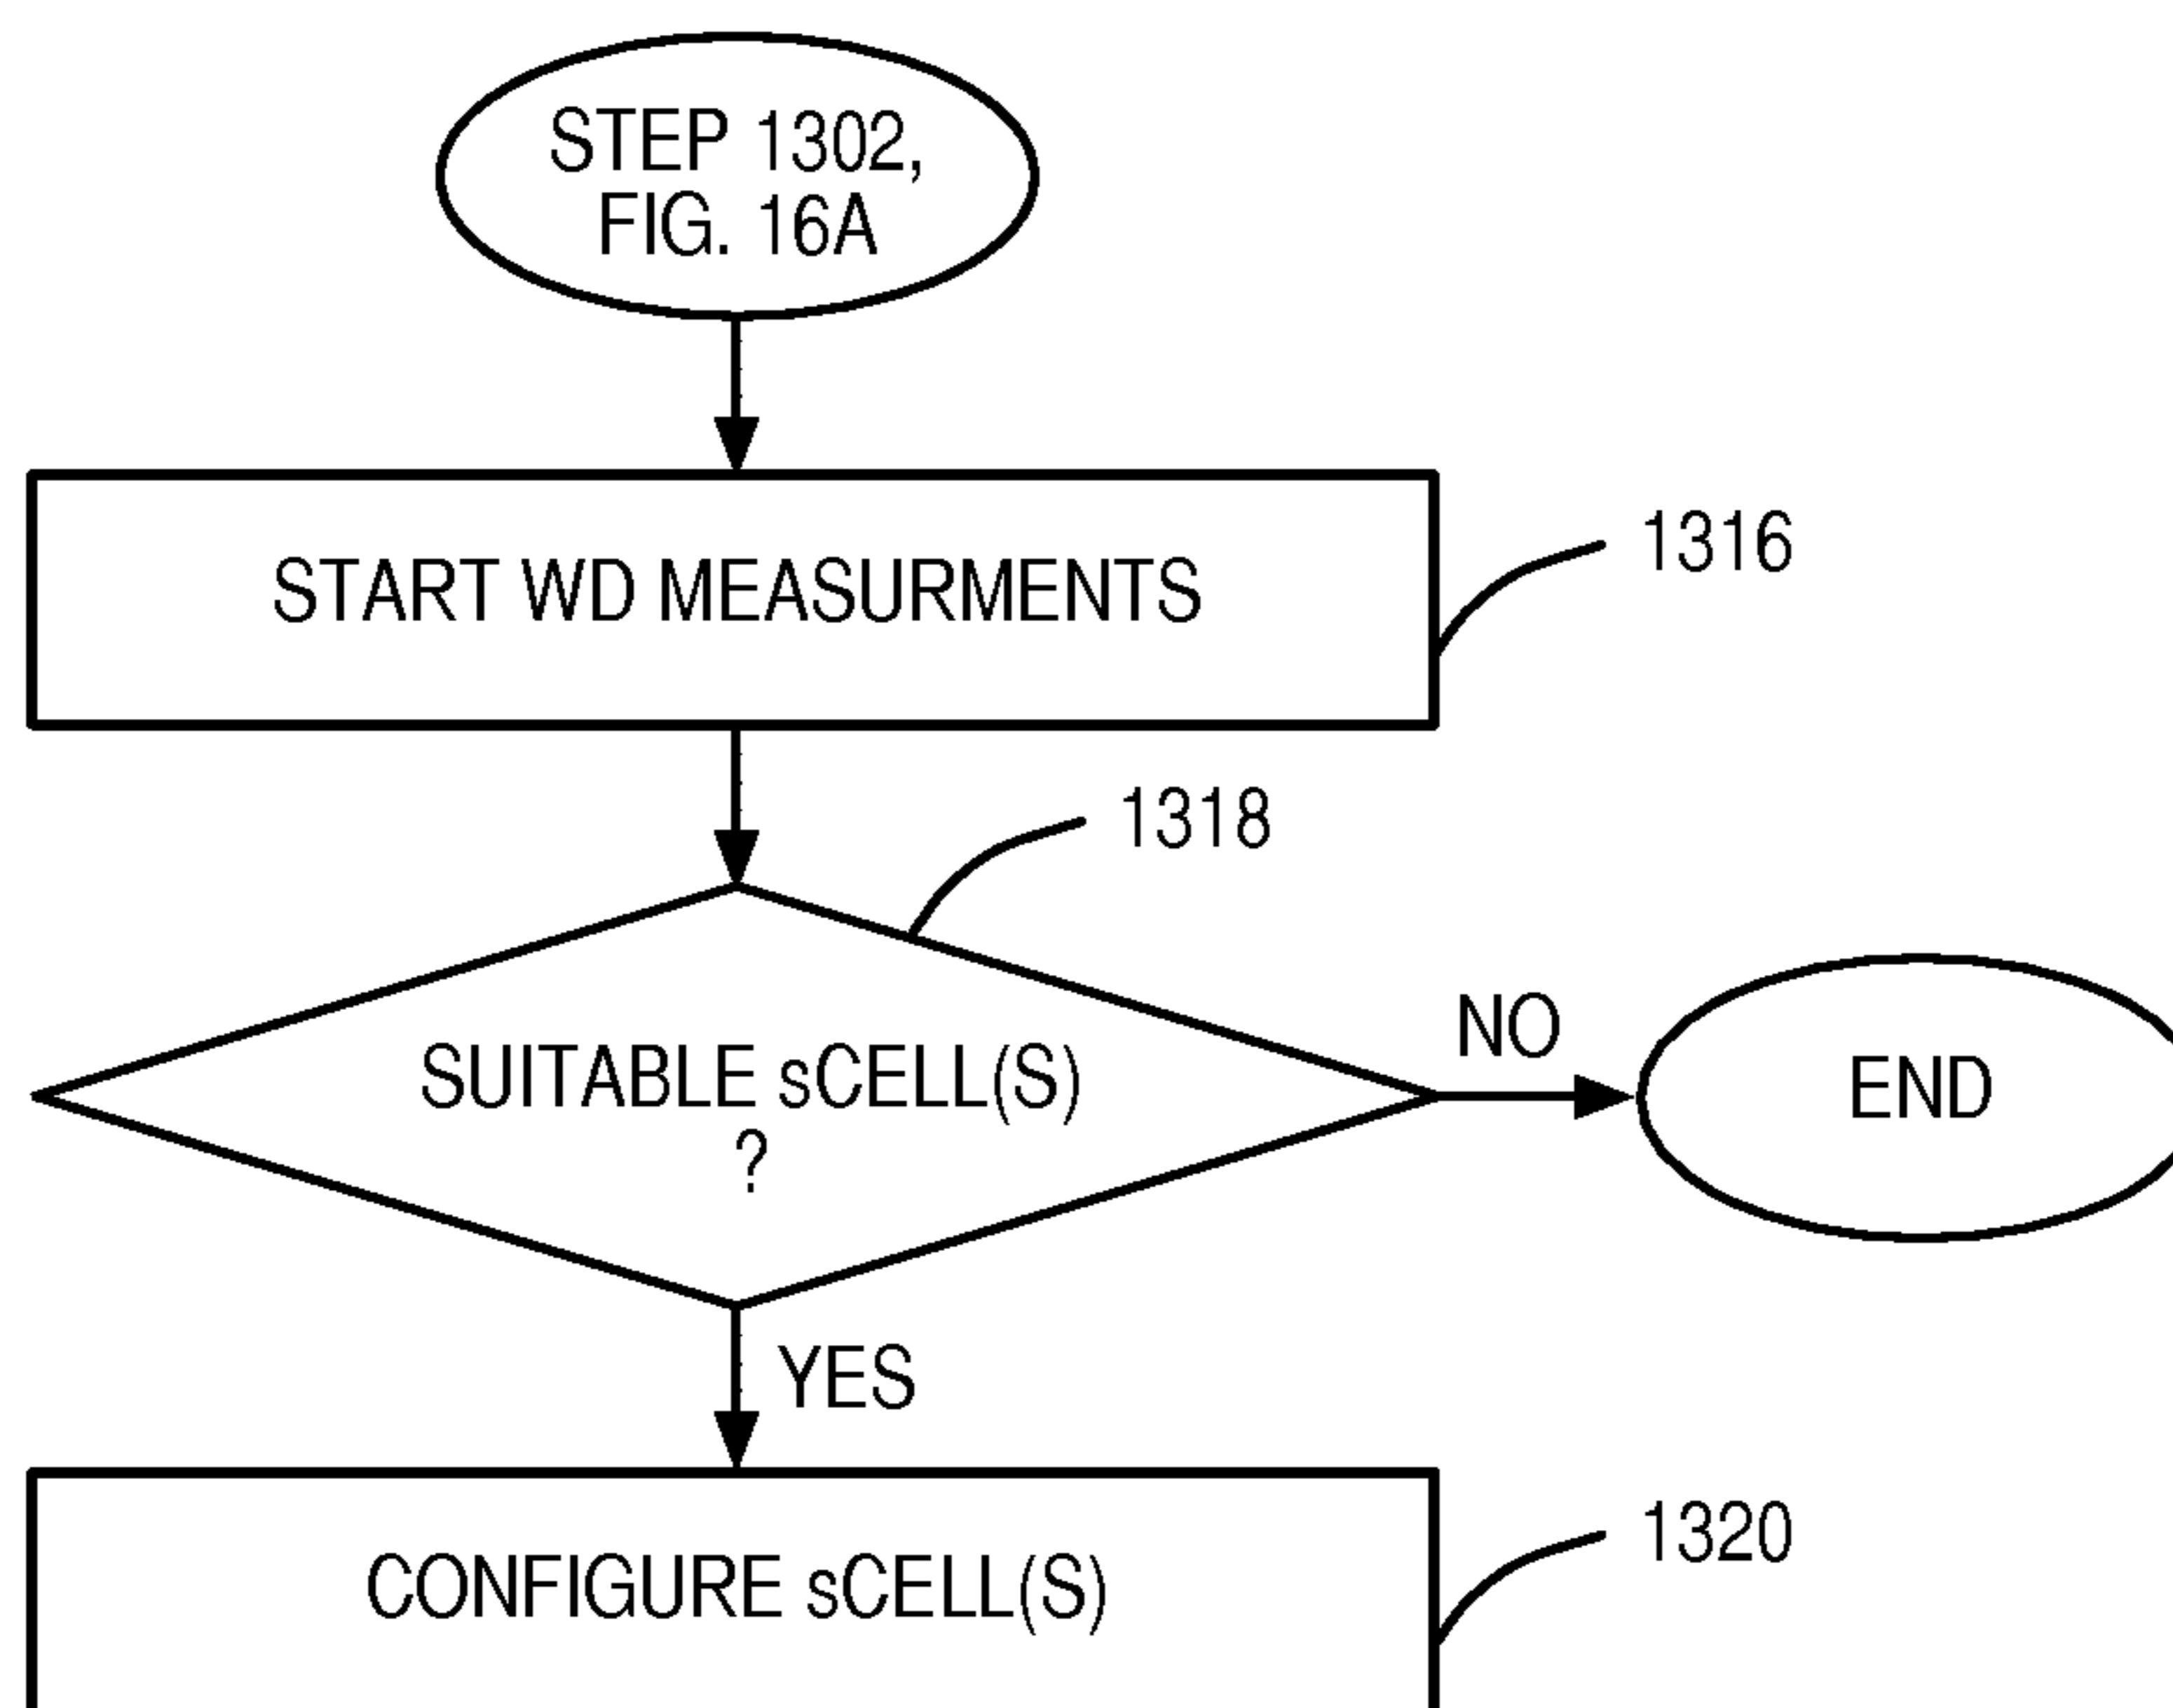 STEP 1302,
FIG. 16A
START WD MEASURMENTS
1316
1318
SUITABLE sCELL(S)
?
NO
END
YES
CONFIGURE sCELL(S)
1320